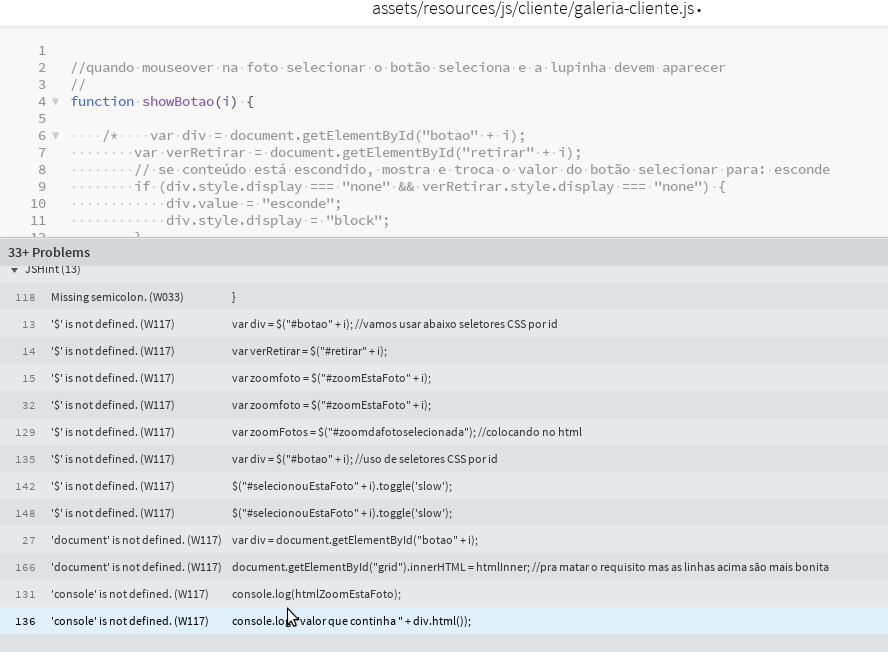 assets/resources/js/cliente/galeria-cliente.js •
1
2 //quando mouseover na foto selecionar o botão seleciona e a lupinha devem aparecer
3 //
4 function showBotao(i) {
5
6 /* var div = document.getElementById("botao" + i);
7 var verRetirar = document.getElementById("retirar" + i);
8 // se conteúdo está escondido, mostra e troca o valor do botão selecionar para: esconde
9 if (div.style.display === "none" && verRetirar.style.display === "none") {
10 div.value = "esconde";
11 div.style.display = "block";
12 }
33+ Problems
JSHint (13)
118 Missing semicolon. (W033) }
13 '$' is not defined. (W117) var div = $("#botao" + i); //vamos usar abaixo seletores CSS por id
14 '$' is not defined. (W117) var verRetirar = $("#retirar" + i);
15 '$' is not defined. (W117) var zoomfoto = $("#zoomEstaFoto" + i);
32 '$' is not defined. (W117) var zoomfoto = $("#zoomEstaFoto" + i);
129 '$' is not defined. (W117) var zoomFotos = $("#zoomdafotoselecionada"); //colocando no html
135 '$' is not defined. (W117) var div = $("#botao" + i); //uso de seletores CSS por id
142 '$' is not defined. (W117) $("#selecionouEstaFoto" + i).toggle('slow');
148 '$' is not defined. (W117) $("#selecionouEstaFoto" + i).toggle('slow');
27 'document' is not defined. (W117) var div = document.getElementById("botao" + i);
166 'document' is not defined. (W117) document.getElementById("grid").innerHTML = htmlInner; //pra matar o requisito mas as linhas acima são mais bonita
131 'console' is not defined. (W117) console.log(htmlZoomEstaFoto);
136 'console' is not defined. (W117) console.log("valor que continha " + div.html());